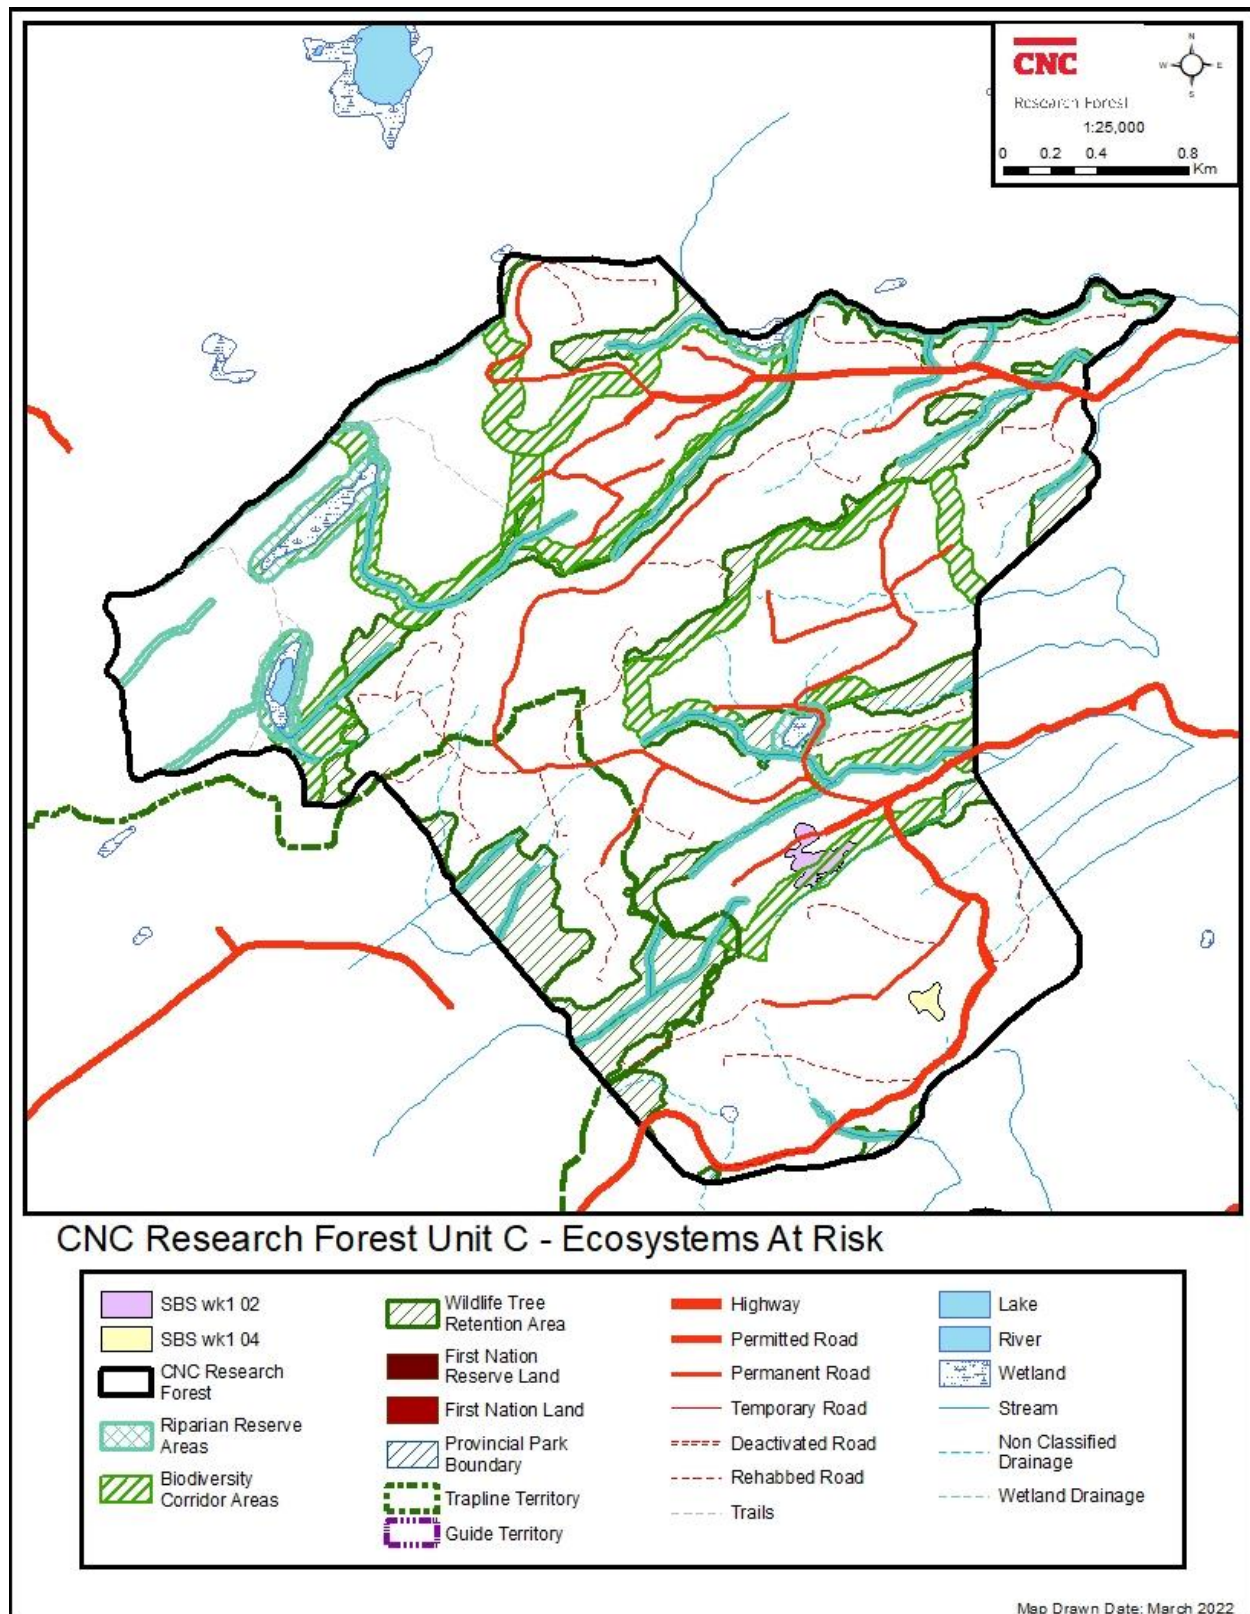 N
W E
S
CNC
Research Forest
1:25,000
0 0.2 0.4 0.8
Km
CNC Research Forest Unit C - Ecosystems At Risk
SBS wk1 02
SBS wk1 04
CNC Research
Forest
Riparian Reserve
Areas
Biodiversity
Corridor Areas
Wildlife Tree
Retention Area
First Nation
Reserve Land
First Nation Land
Provincial Park
Boundary
Trapline Territory
Guide Territory
Highway
Permitted Road
Permanent Road
Temporary Road
Deactivated Road
Rehabbed Road
Trails
Lake
River
Wetland
Stream
Non Classified
Drainage
Wetland Drainage
Map Drawn Date: March 2022